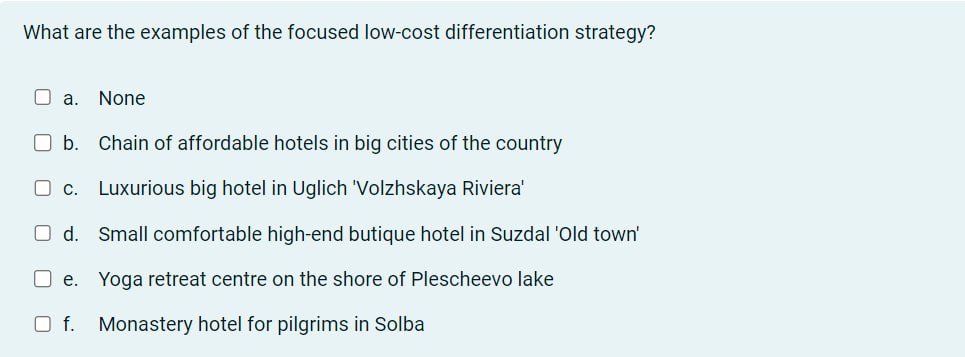 What are the examples of the focused low-cost differentiation strategy?
a. None
b. Chain of affordable hotels in big cities of the country
c. Luxurious big hotel in Uglich 'Volzhskaya Riviera'
d. Small comfortable high-end butique hotel in Suzdal 'Old town'
e. Yoga retreat centre on the shore of Plescheevo lake
f. Monastery hotel for pilgrims in Solba